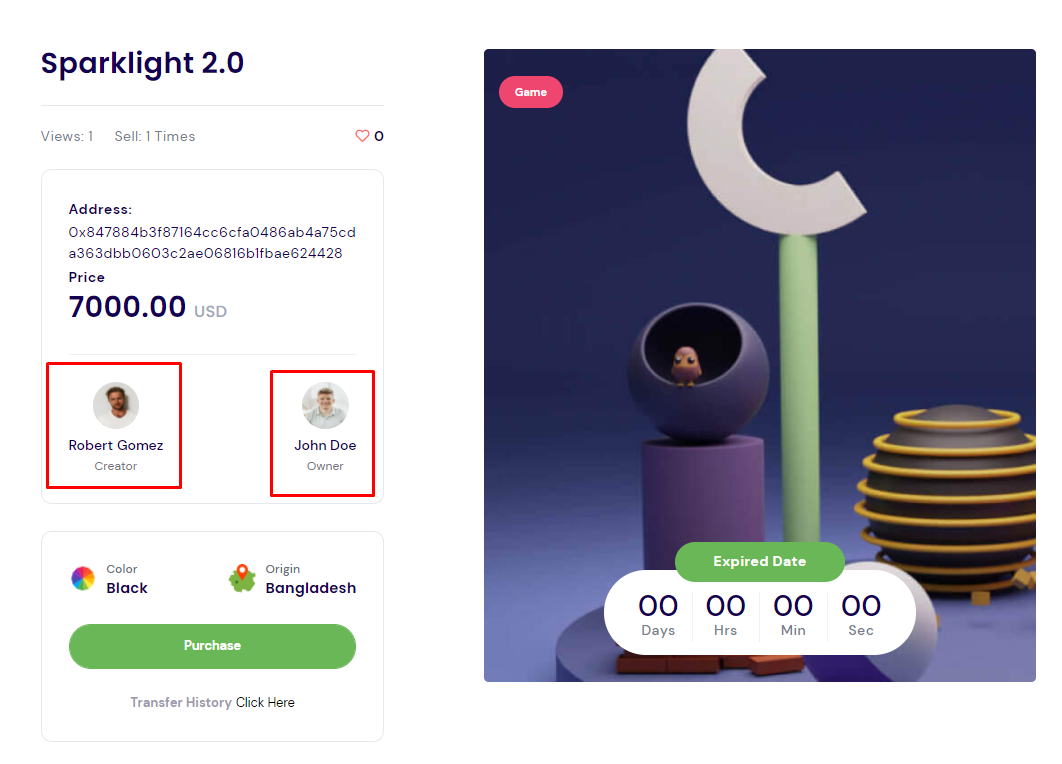 Sparklight 2.0
Views: 1 Sell: 1 Times 0
Address:
0x847884b3f87164cc6cfa0486ab4a75cd
a363dbb0603c2ae06816b1fbae624428
Price
7000.00 USD
Robert Gomez
Creator
John Doe
Owner
Color
Black
Origin
Bangladesh
Purchase
Transfer History Click Here
Game
Expired Date
00 00 00 00
Days Hrs Min Sec